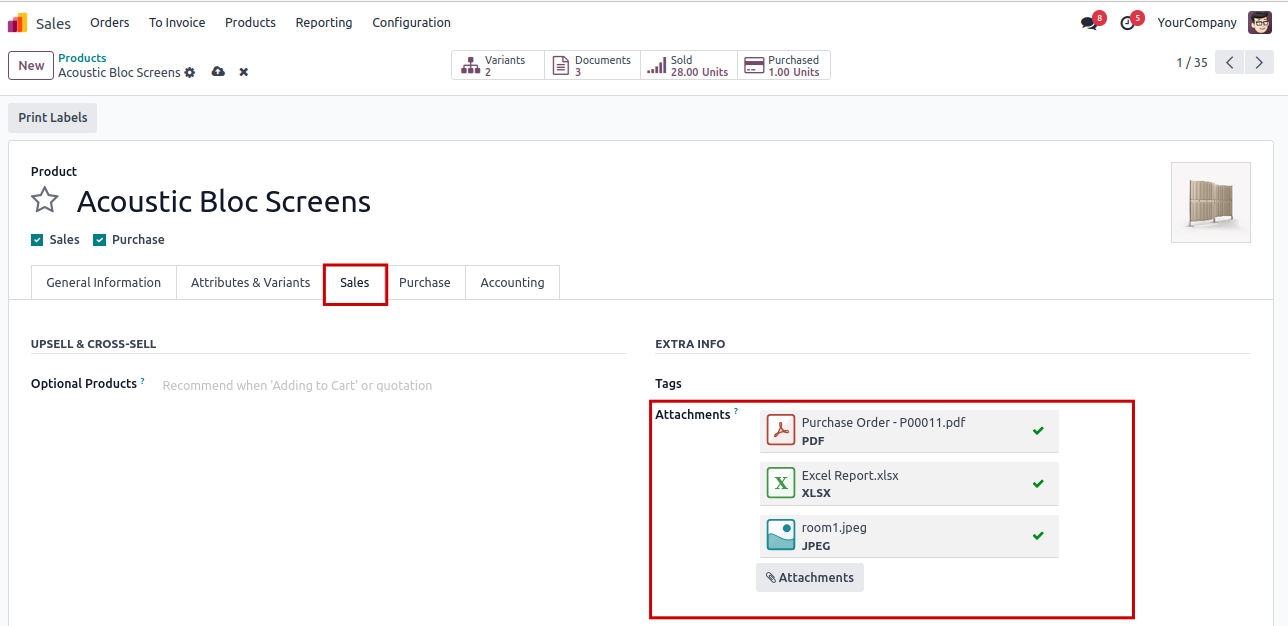 Sales Orders To Invoice Products Reporting Configuration 8 5 YourCompany
New
Products
Acoustic Bloc Screens
Variants
2
Documents
3
Sold
28.00 Units
Purchased
1.00 Units
1 / 35
Print Labels
Product
Acoustic Bloc Screens
Sales Purchase
General Information Attributes & Variants Sales Purchase Accounting
UPSELL & CROSS-SELL
Optional Products ? Recommend when 'Adding to Cart' or quotation
EXTRA INFO
Tags
Attachments ?
Purchase Order - P00011.pdf
PDF
X
Excel Report.xlsx
XLSX
room1.jpeg
JPEG
Attachments